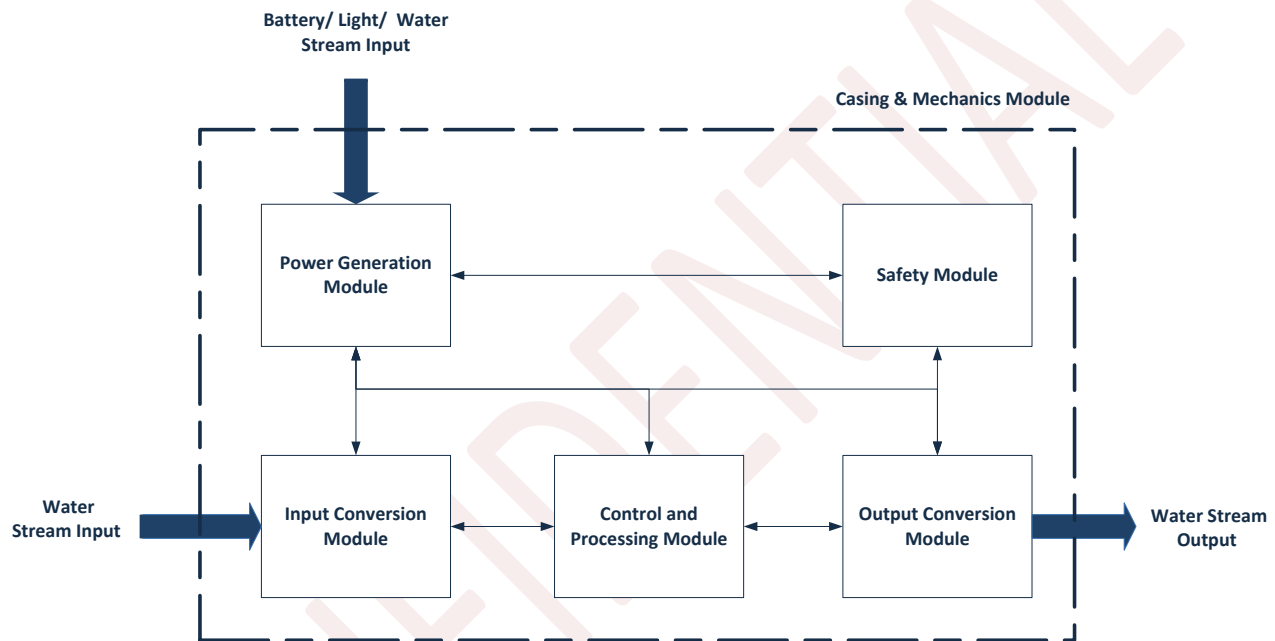 Battery/ Light/ Water
Stream Input
Casing & Mechanics Module
Power Generation
Module
Safety Module
Water
Stream Input
Input Conversion
Module
Control and
Processing Module
Output Conversion
Module
Water Stream
Output
FIDENTIAL